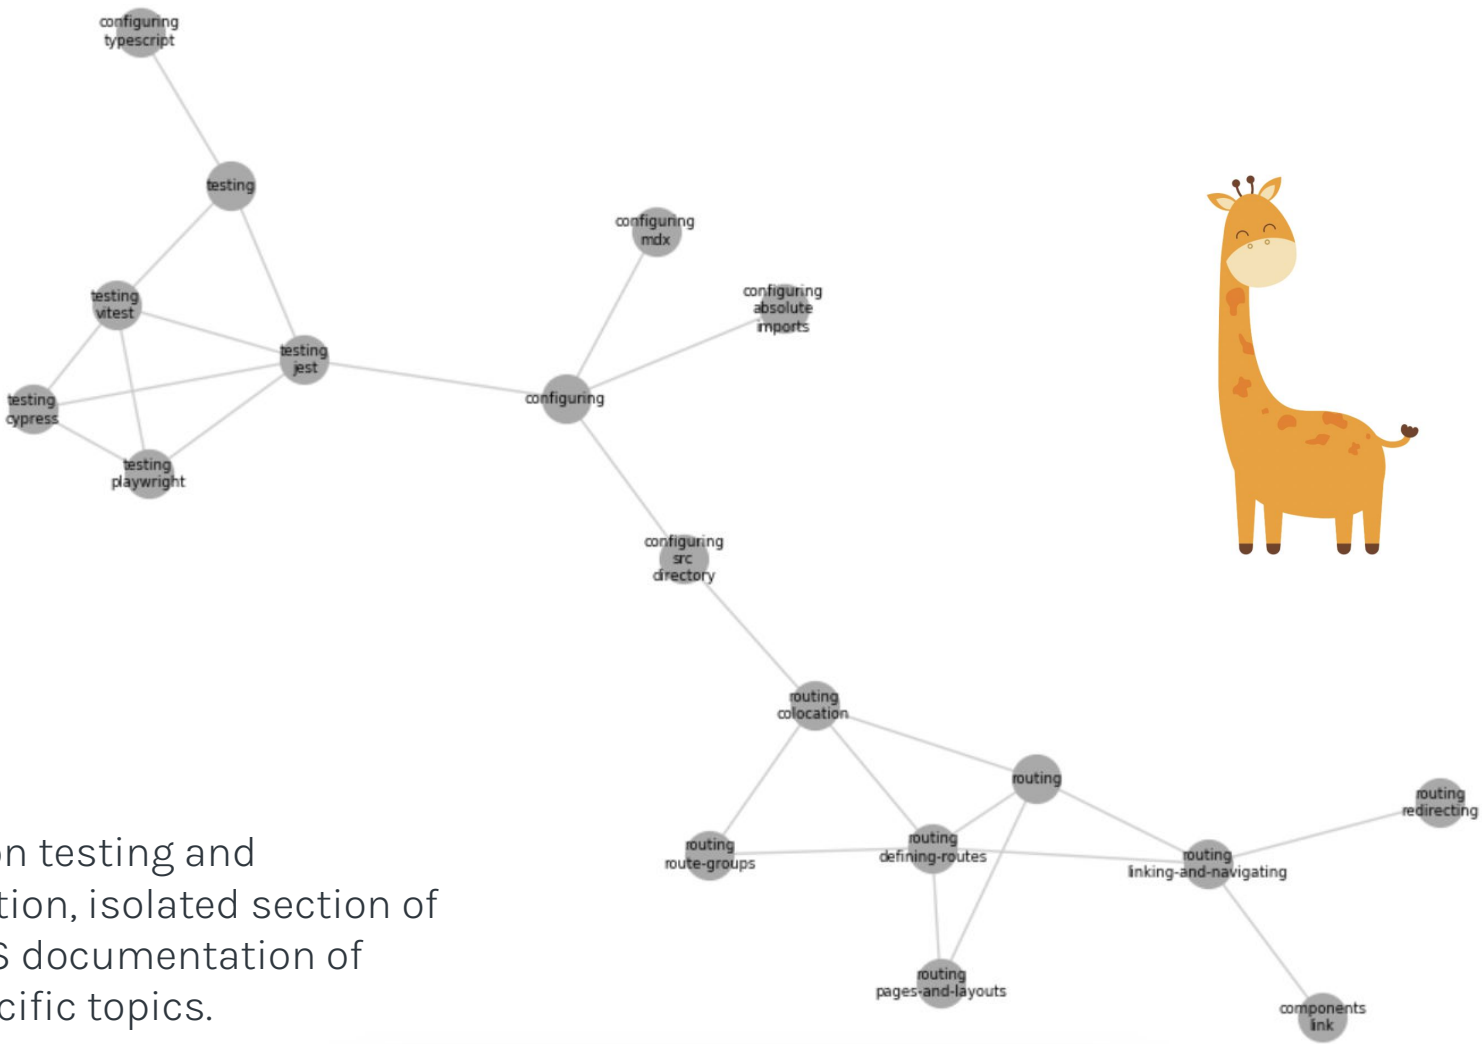 configuring
typescript
testing
configuring
mdx
configuring
absolute
imports
testing
vitest
testing
jest
testing
cypress
configuring
testing
playwright
configuring
src
directory
routing
colocation
routing
routing
redirecting
routing
route-groups
routing
defining-routes
routing
linking-and-navigating
routing
pages-and-layouts
components
link
on testing and
tion, isolated section of
S documentation of
cific topics.